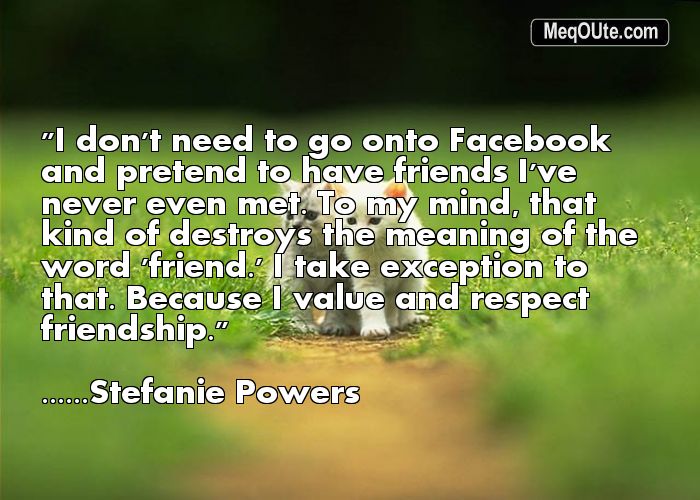 MeqOUte.com
"I don't need to go onto Facebook
and pretend to have friends I've
never even met. To my mind, that
kind of destroys the meaning of the
word 'friend.' I take exception to
that. Because I value and respect
friendship."
......Stefanie Powers